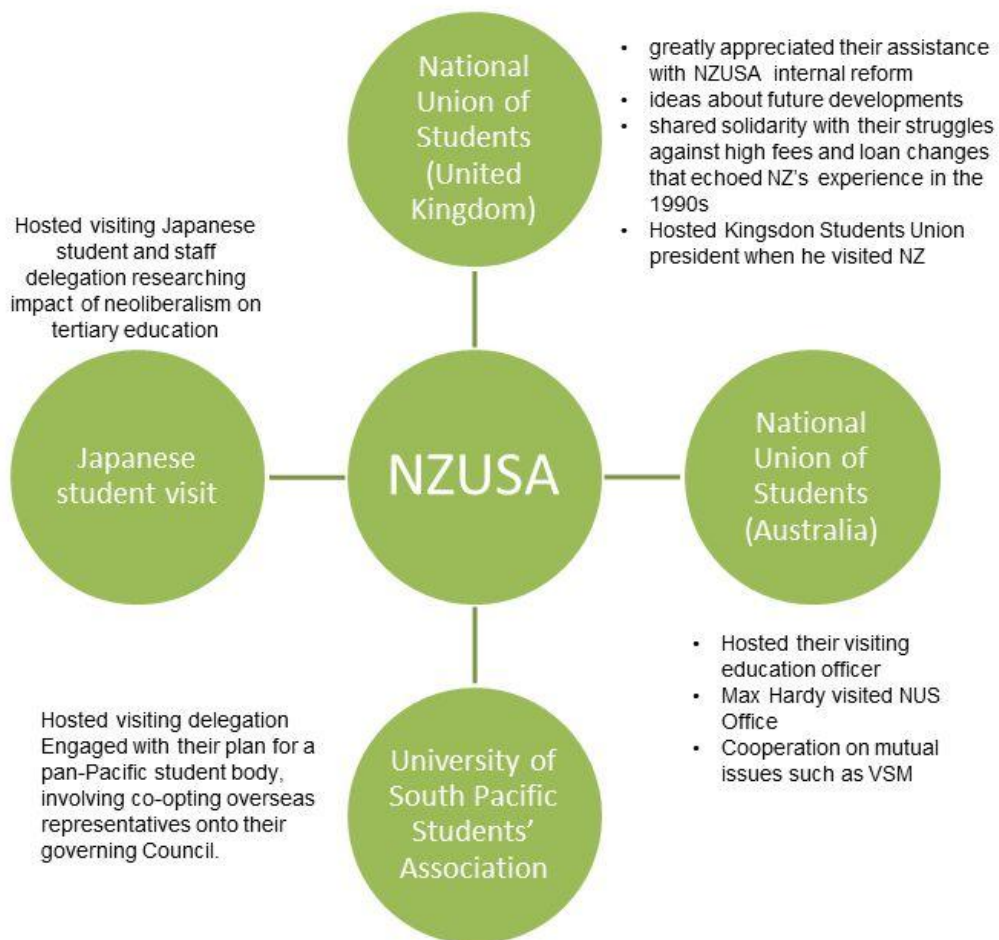 National
Union of
Students
(United
Kingdom)
• greatly appreciated their assistance
with NZUSA internal reform
• ideas about future developments
• shared solidarity with their struggles
against high fees and loan changes
that echoed NZ's experience in the
1990s
• Hosted Kingsdon Students Union
president when he visited NZ
Hosted visiting Japanese
student and staff
delegation researching
impact of neoliberalism on
tertiary education
Japanese
student visit
NZUSA
National
Union of
Students
(Australia)
• Hosted their visiting
education officer
• Max Hardy visited NUS
Office
• Cooperation on mutual
issues such as VSM
Hosted visiting delegation
Engaged with their plan for a
pan-Pacific student body,
involving co-opting overseas
representatives onto their
governing Council.
University of
South Pacific
Students'
Association